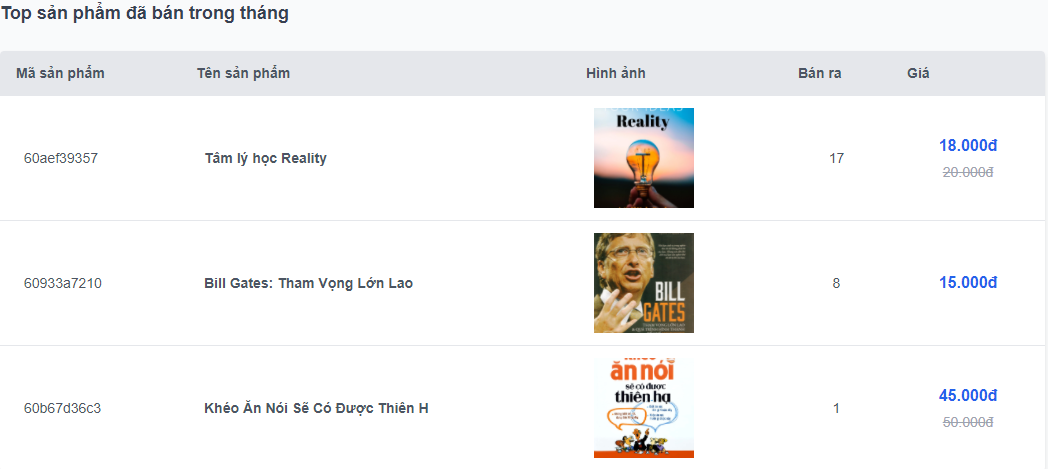 Top sản phẩm đã bán trong tháng
Mã sản phẩm Tên sản phẩm Hình ảnh Bán ra Giá
60aef39357 Tâm lý học Reality 17 18.000đ
20.000đ
Reality
60933a7210 Bill Gates: Tham Vọng Lớn Lao 8 15.000đ
BILL
GATES
60b67d36c3 Khéo Ăn Nói Sẽ Có Được Thiên H 1 45.000đ
50.000đ
ăn nói
sẽ có được
thiên hạ